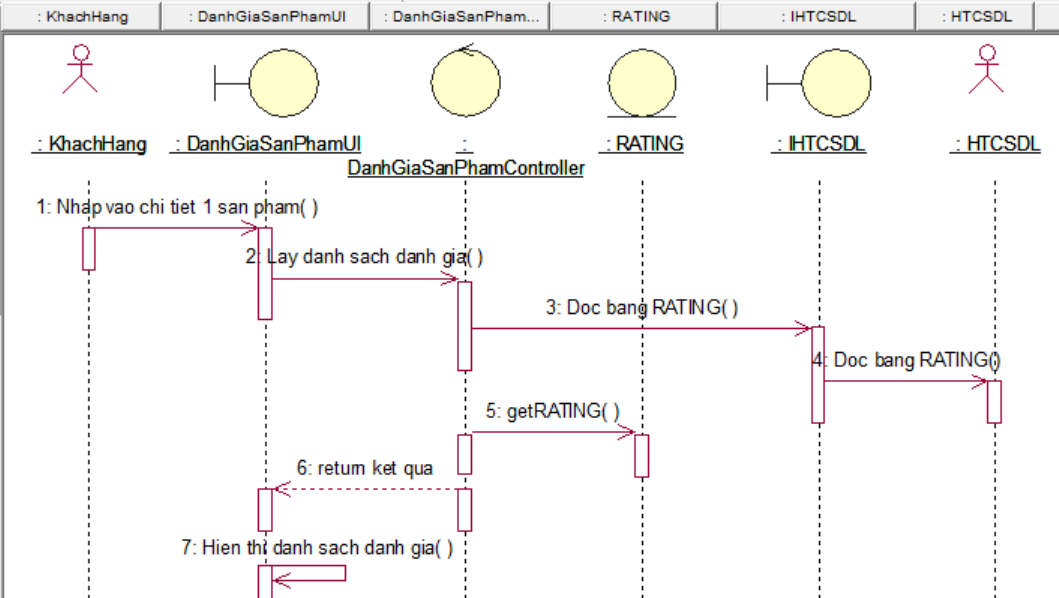 : KhachHang
: DanhGiaSanPhamUI
: DanhGiaSanPham...
: RATING
: IHTCSDL
: HTCSDL
: KhachHang
: DanhGiaSanPhamUI
:
DanhGiaSanPhamController
: RATING
: IHTCSDL
: HTCSDL
1: Nhap vao chi tiet 1 san pham( )
2: Lay danh sach danh gia( )
3: Doc bang RATING( )
4: Doc bang RATING()
5: getRATING( )
6: return ket qua
7: Hien thi danh sach danh gia( )